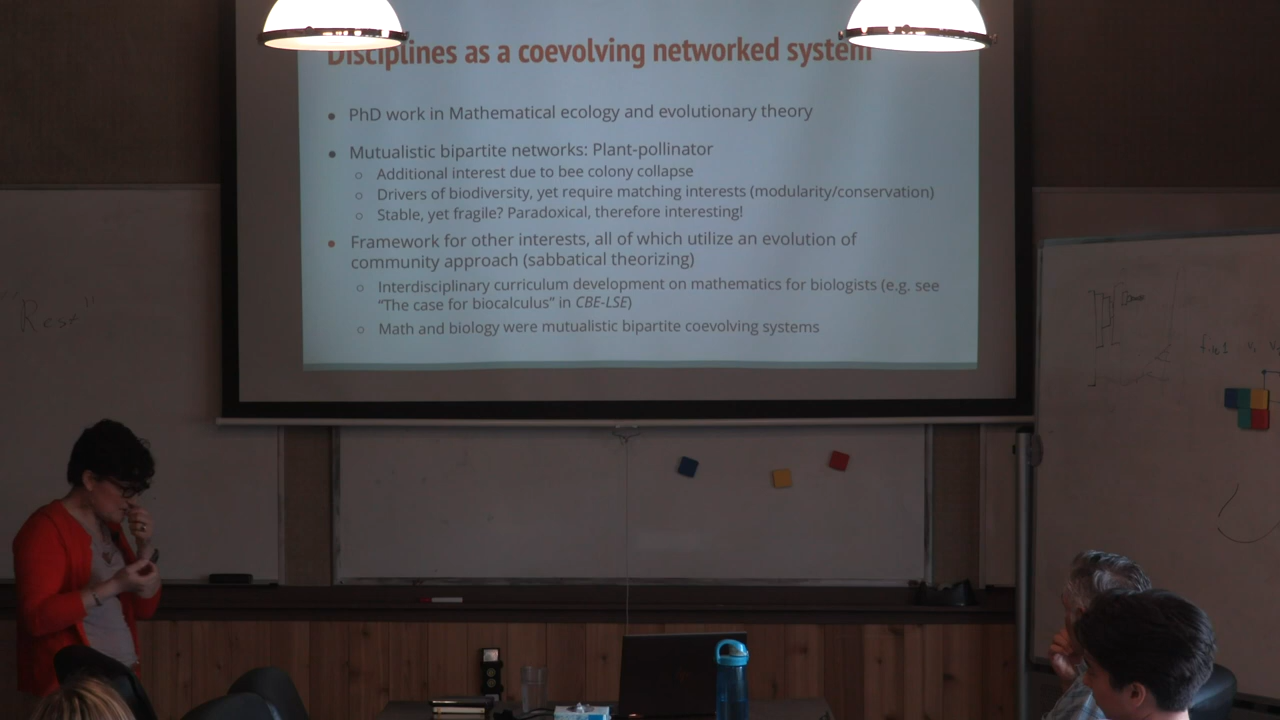 Disciplines as a coevolving networked system
• PhD work in Mathematical ecology and evolutionary theory
• Mutualistic bipartite networks: Plant-pollinator
○ Additional interest due to bee colony collapse
○ Drivers of biodiversity, yet require matching interests (modularity/conservation)
○ Stable, yet fragile? Paradoxical, therefore interesting!
• Framework for other interests, all of which utilize an evolution of
community approach (sabbatical theorizing)
○ Interdisciplinary curriculum development on mathematics for biologists (e.g. see
“The case for biocalculus” in CBE-LSE)
○ Math and biology were mutualistic bipartite coevolving systems
"Rest"